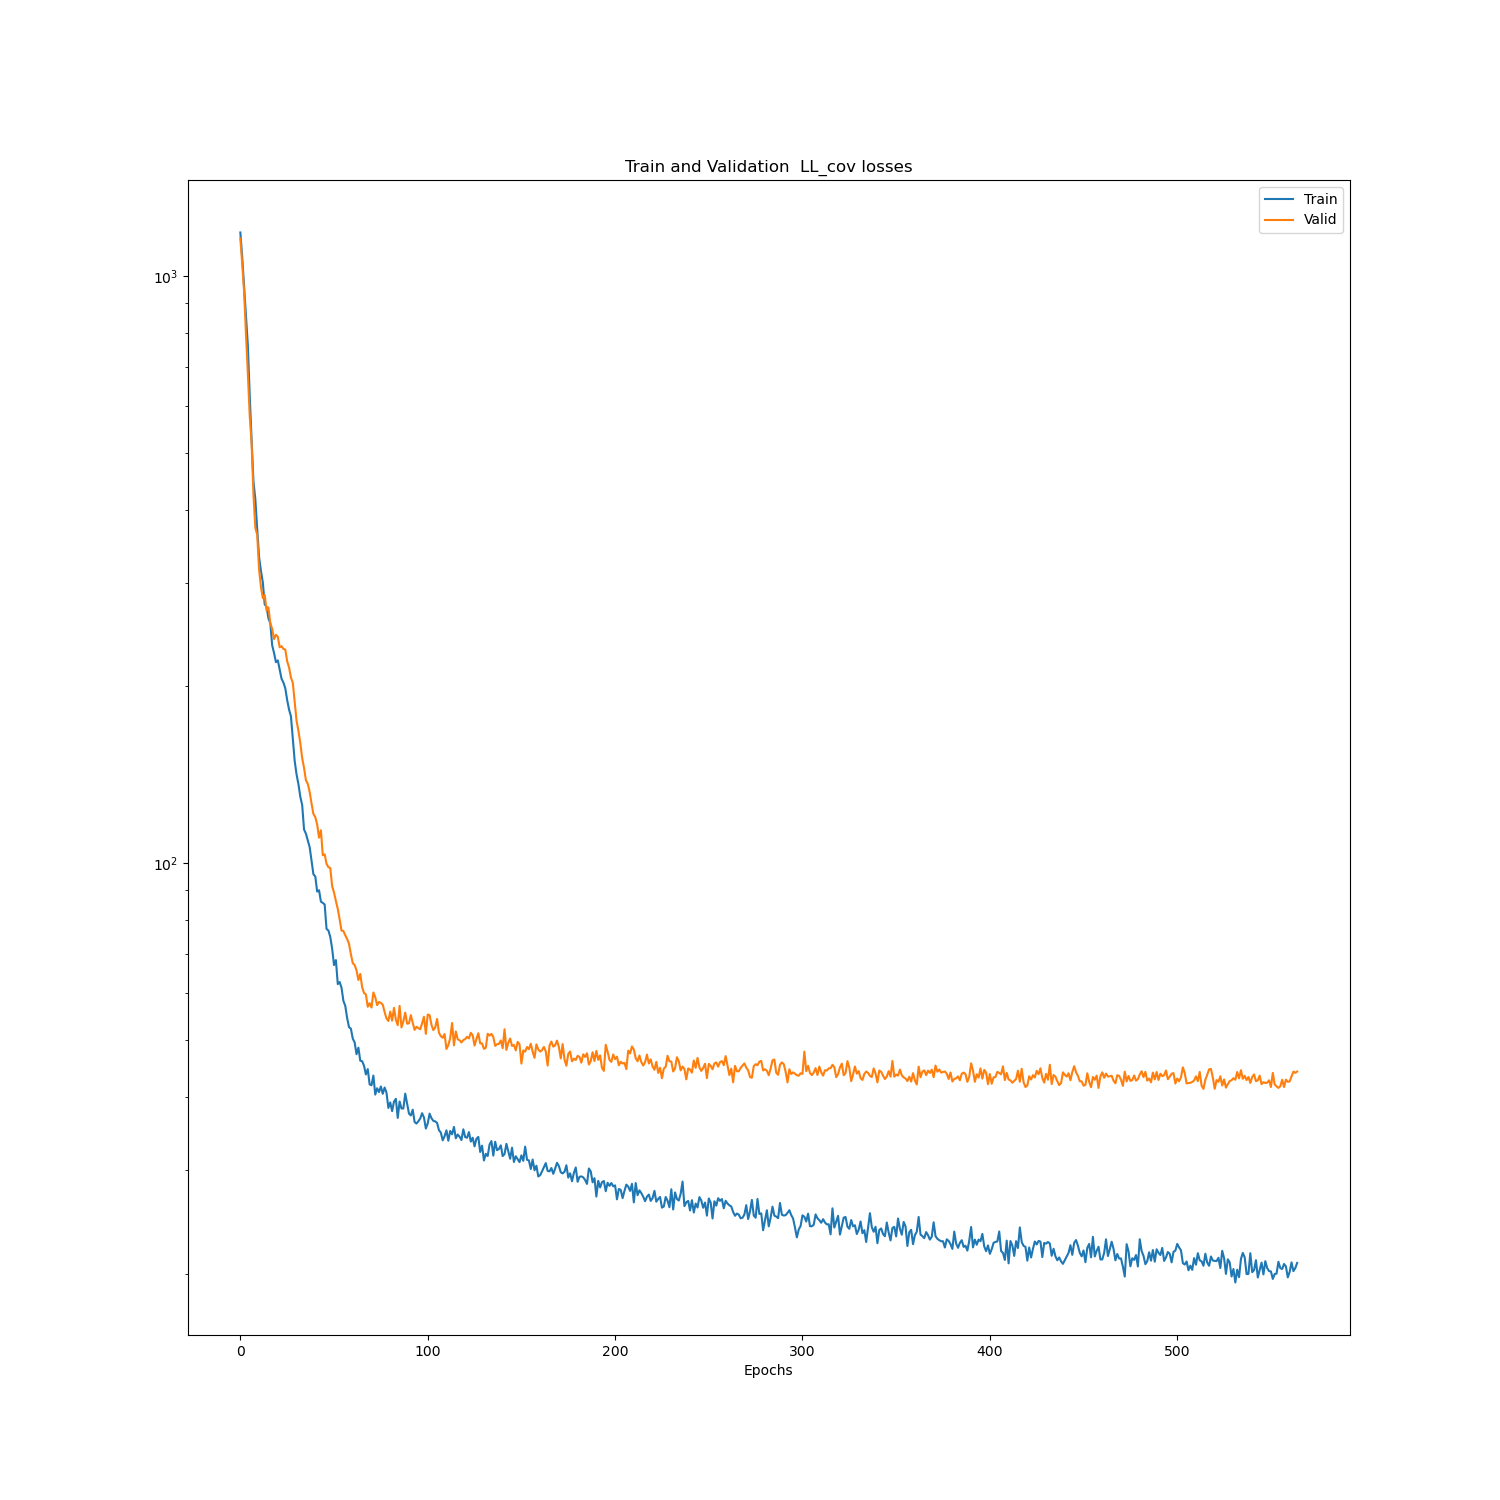 Train and Validation  LL_cov losses
Train
Valid
10³
10²
0 100 200 300 400 500
Epochs